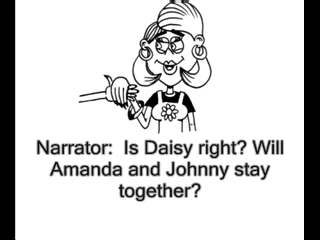 Narrator:  Is Daisy right? Will
Amanda and Johnny stay
together?